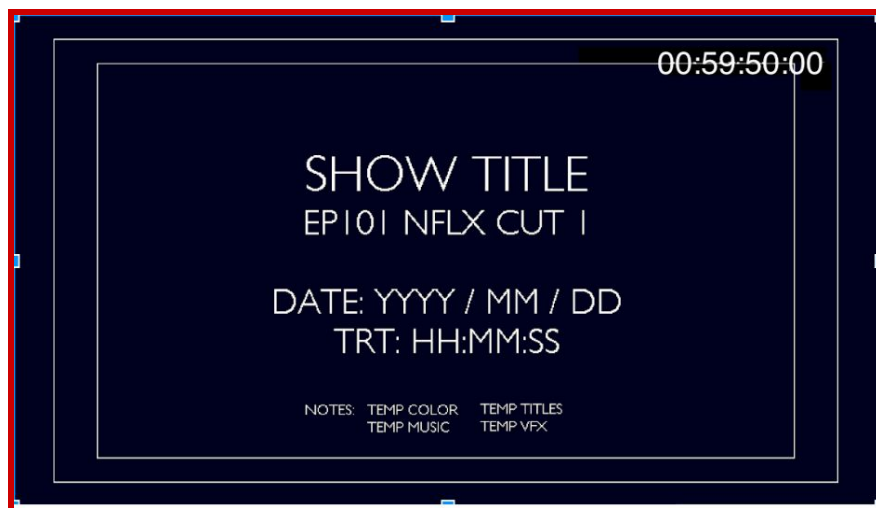 00:59:50:00
SHOW TITLE
EP101 NFLX CUT 1
DATE: YYYY / MM / DD
TRT: HH:MM:SS
NOTES: TEMP COLOR TEMP TITLES
TEMP MUSIC TEMP VFX